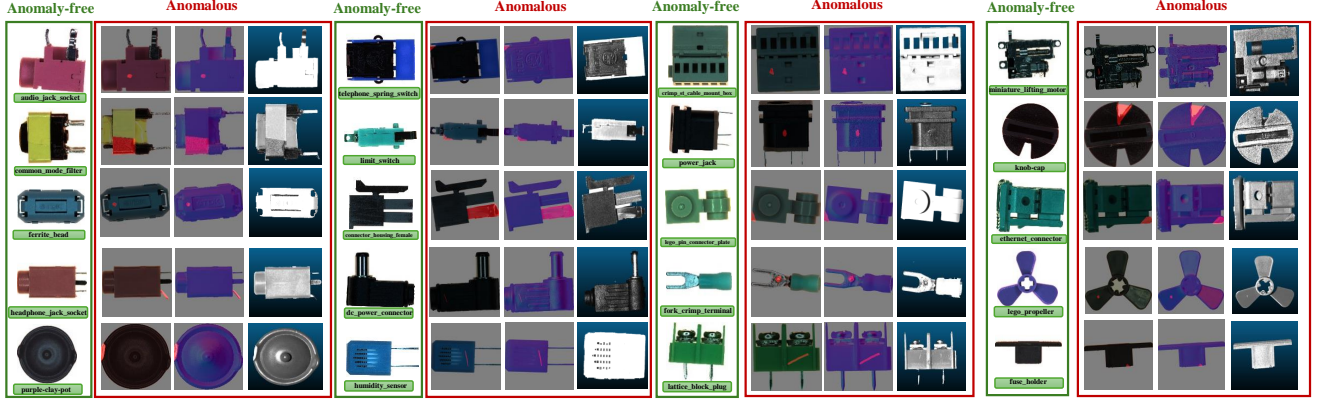 Anomaly-free
Anomalous
Anomaly-free
Anomalous
Anomaly-free
Anomalous
Anomaly-free
Anomalous
audio_jack_socket
common_mode_filter
ferrite_bead
headphone_jack_socket
purple-clay-pot
telephone_spring_switch
limit_switch
connector_housing_female
dc_power_connector
humidity_sensor
crimp_st_cable_mount_box
power_jack
lego_pin_connector_plate
fork_crimp_terminal
lattice_block_plug
miniature_lifting_motor
knob-cap
ethernet_connector
lego_propeller
fuse_holder